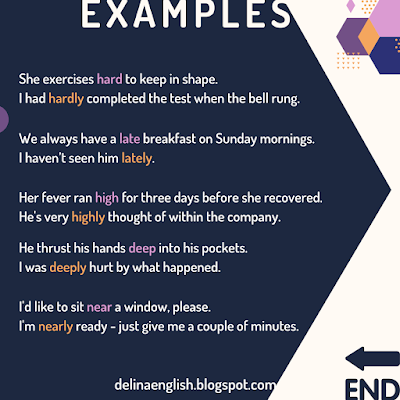 EXAMPLES
She exercises hard to keep in shape.
I had hardly completed the test when the bell rung.
We always have a late breakfast on Sunday mornings.
I haven't seen him lately.
Her fever ran high for three days before she recovered.
He's very highly thought of within the company.
He thrust his hands deep into his pockets.
I was deeply hurt by what happened.
I'd like to sit near a window, please.
I'm nearly ready - just give me a couple of minutes.
delinaenglish.blogspot.com
END